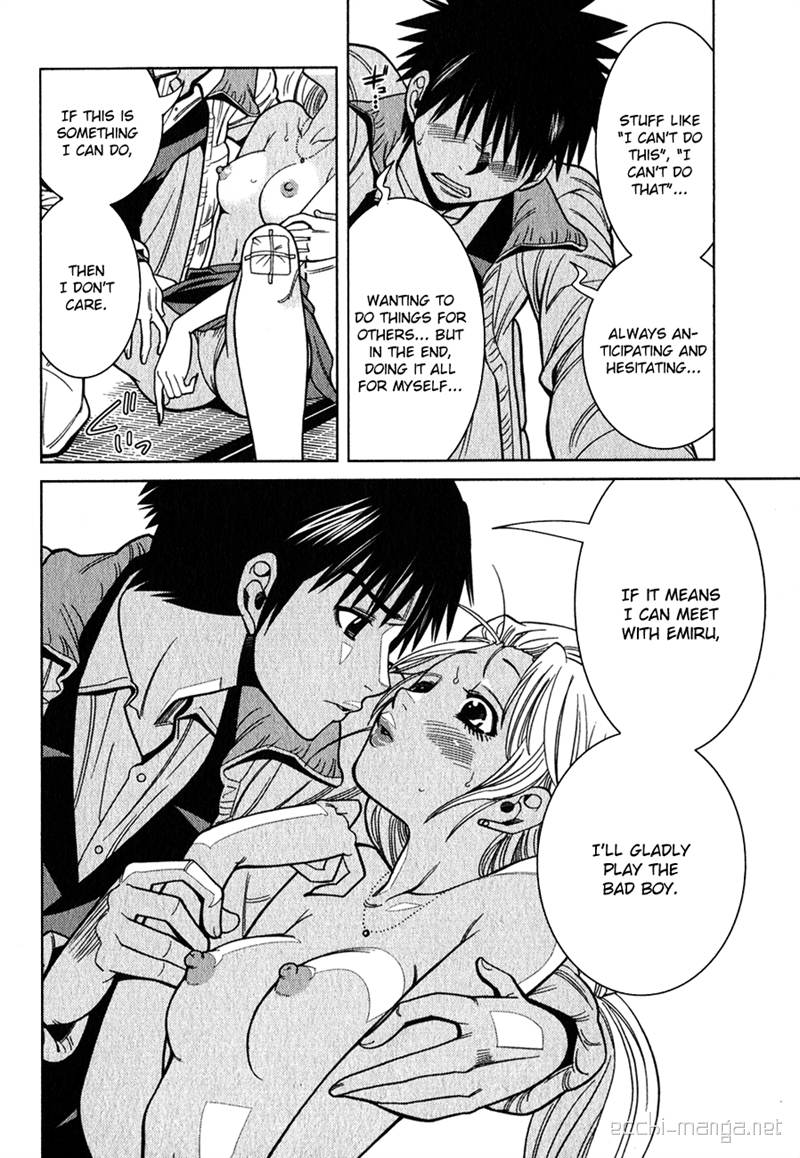 STUFF LIKE
"I CAN'T DO
THIS", "I
CAN'T DO
THAT"...
ALWAYS AN-
TICIPATING AND
HESITATING...
WANTING TO
DO THINGS FOR
OTHERS... BUT
IN THE END,
DOING IT ALL
FOR MYSELF...
IF THIS IS
SOMETHING
I CAN DO,
THEN
I DON'T
CARE.
IF IT MEANS
I CAN MEET
WITH EMIRU,
I'LL GLADLY
PLAY THE
BAD BOY.
ecchi-manga.net